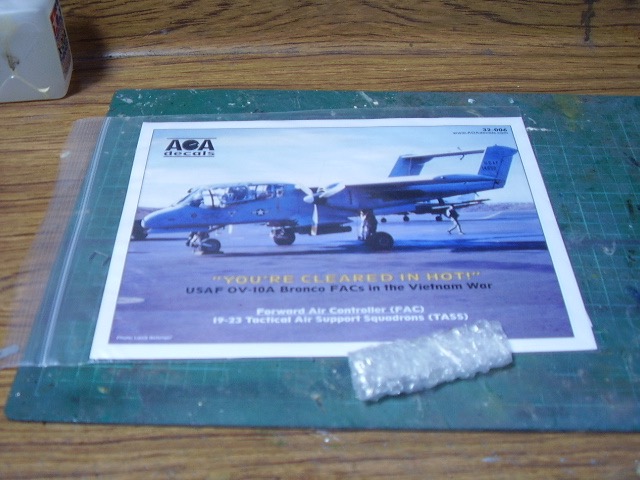 32-006
AOA
decals
"YOU'RE CLEARED IN HOT!"
USAF OV-10A Bronco FACs in the Vietnam War
Forward Air Controller (FAC)
19-23 Tactical Air Support Squadrons (TASS)